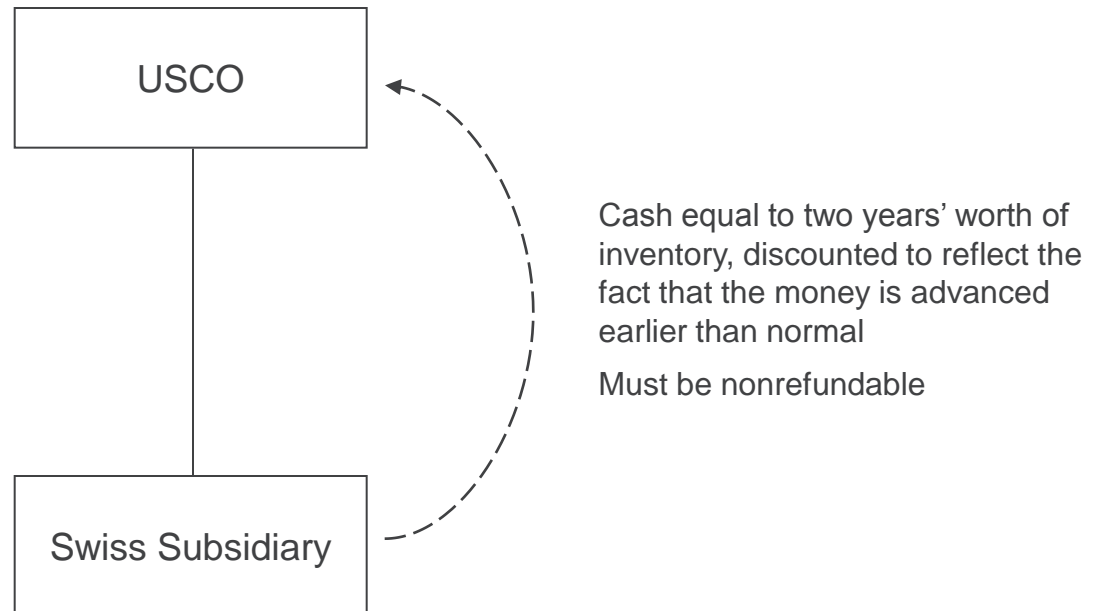 USCO
Cash equal to two years’ worth of
inventory, discounted to reflect the
fact that the money is advanced
earlier than normal
Must be nonrefundable
Swiss Subsidiary